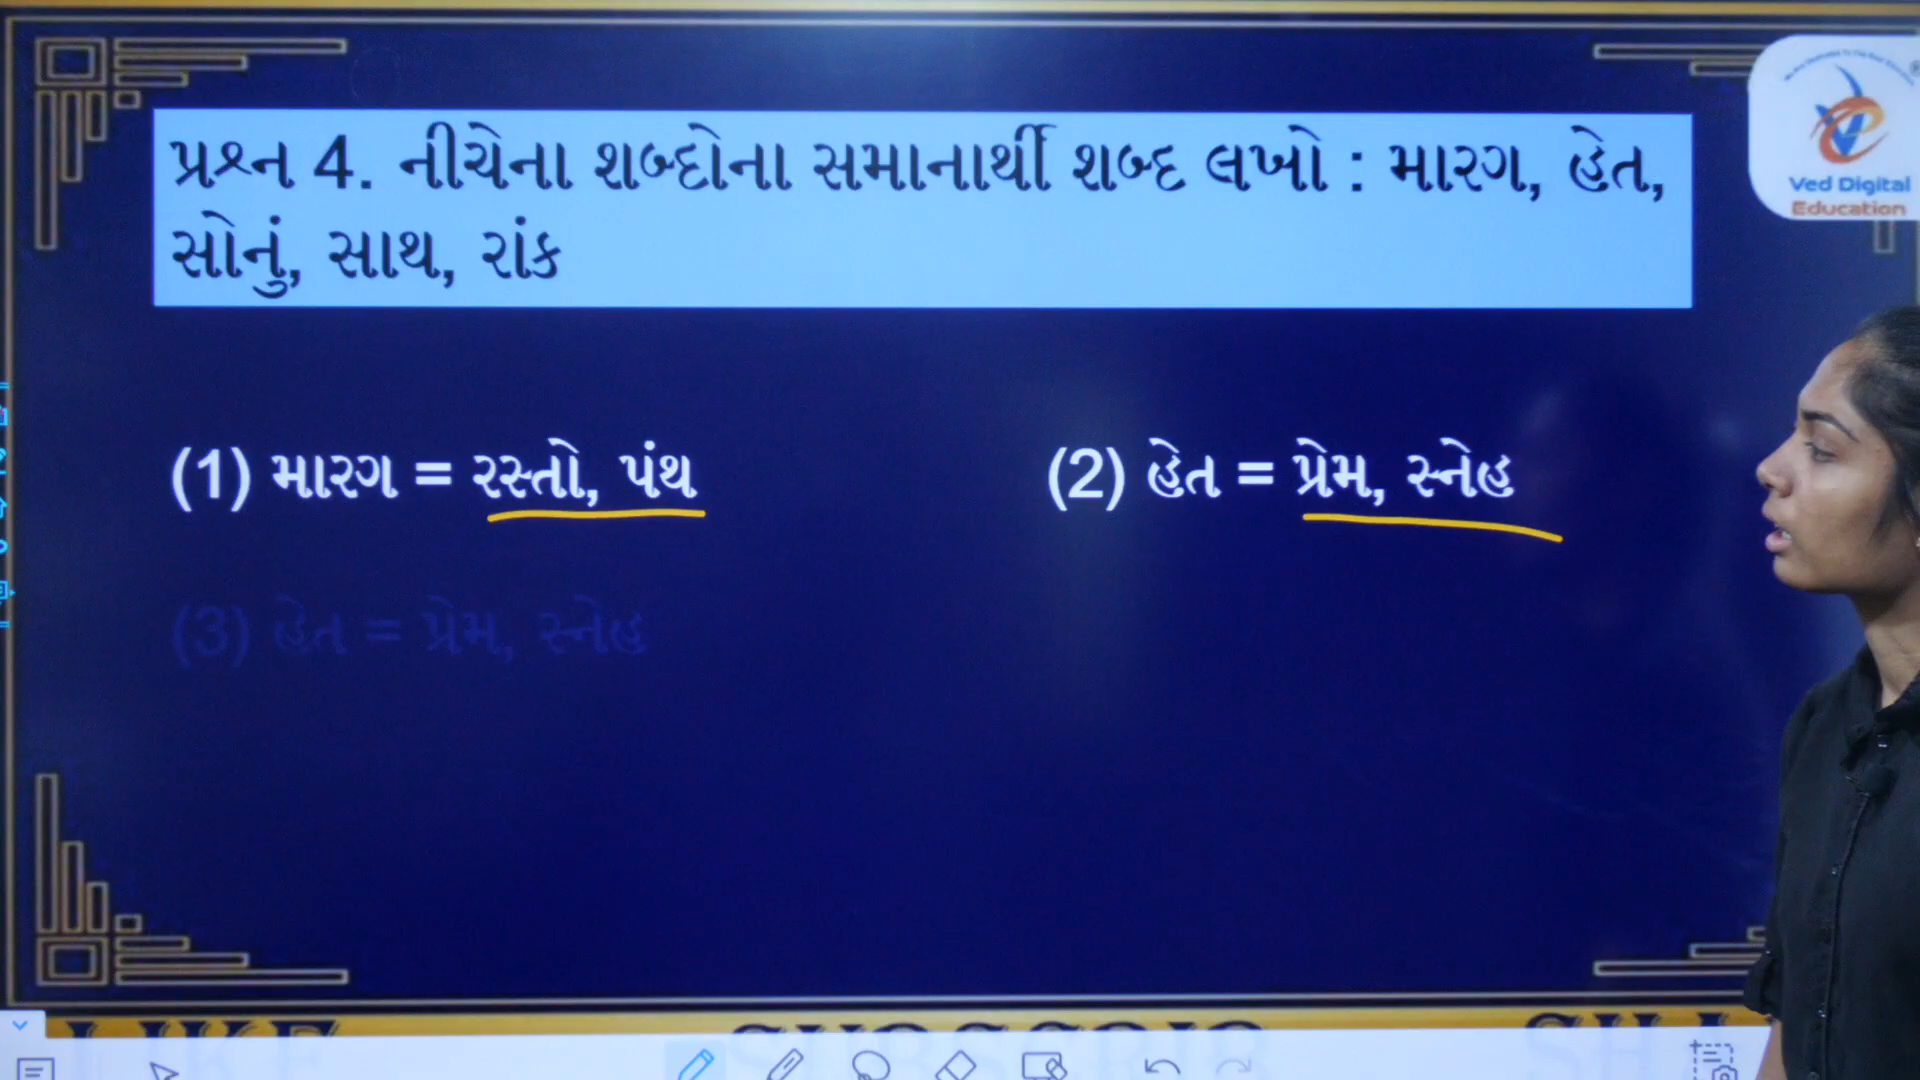 પ્રશ્ન 4. નીચેના શબ્દોના સમાનાર્થી શબ્દ લખો : મારગ, હેત,
સોનું, સાથ, રાંક
(1) મારગ = રસ્તો, પંથ
(2) હેત = પ્રેમ, સ્નેહ
(3) હેત = પ્રેમ, સ્નેહ
Ved Digital
Education